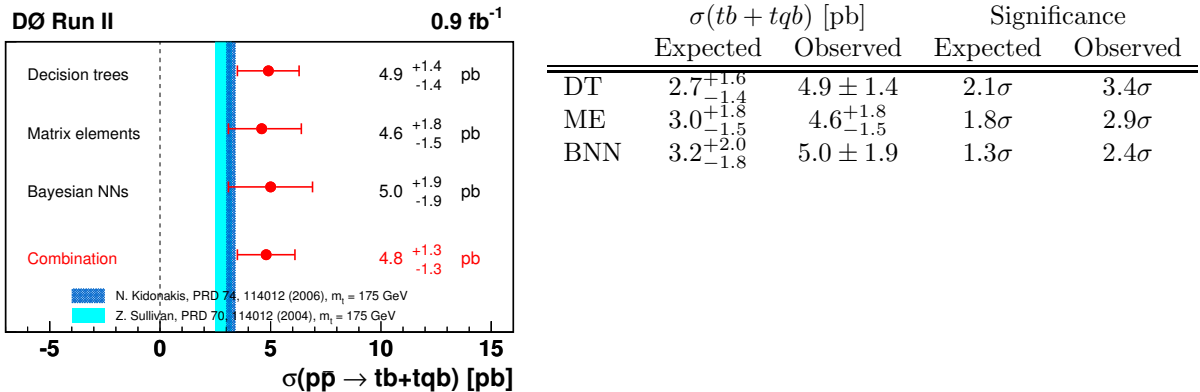 DØ Run II 0.9 fb⁻¹
Decision trees 4.9 +1.4 -1.4 pb
Matrix elements 4.6 +1.8 -1.5 pb
Bayesian NNs 5.0 +1.9 -1.9 pb
Combination 4.8 +1.3 -1.3 pb
N. Kidonakis, PRD 74, 114012 (2006), mₜ = 175 GeV
Z. Sullivan, PRD 70, 114012 (2004), mₜ = 175 GeV
-5 0 5 10 15
σ(pp̄ → tb+tqb) [pb]
σ(tb + tqb) [pb] Significance
Expected Observed Expected Observed
DT 2.7 +1.6 −1.4 4.9 ± 1.4 2.1σ 3.4σ
ME 3.0 +1.8 −1.5 4.6 +1.8 −1.5 1.8σ 2.9σ
BNN 3.2 +2.0 −1.8 5.0 ± 1.9 1.3σ 2.4σ